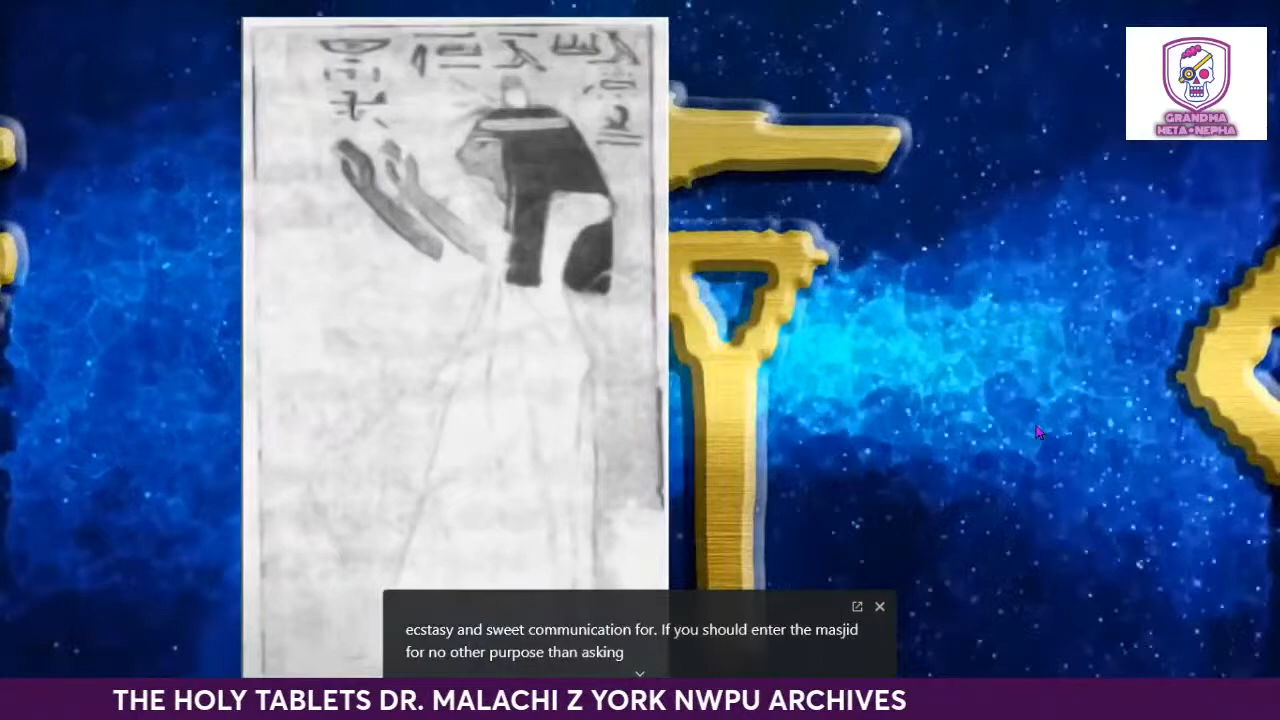 GRANDMA
META•NEPHA
ecstasy and sweet communication for. If you should enter the masjid
for no other purpose than asking
THE HOLY TABLETS DR. MALACHI Z YORK NWPU ARCHIVES